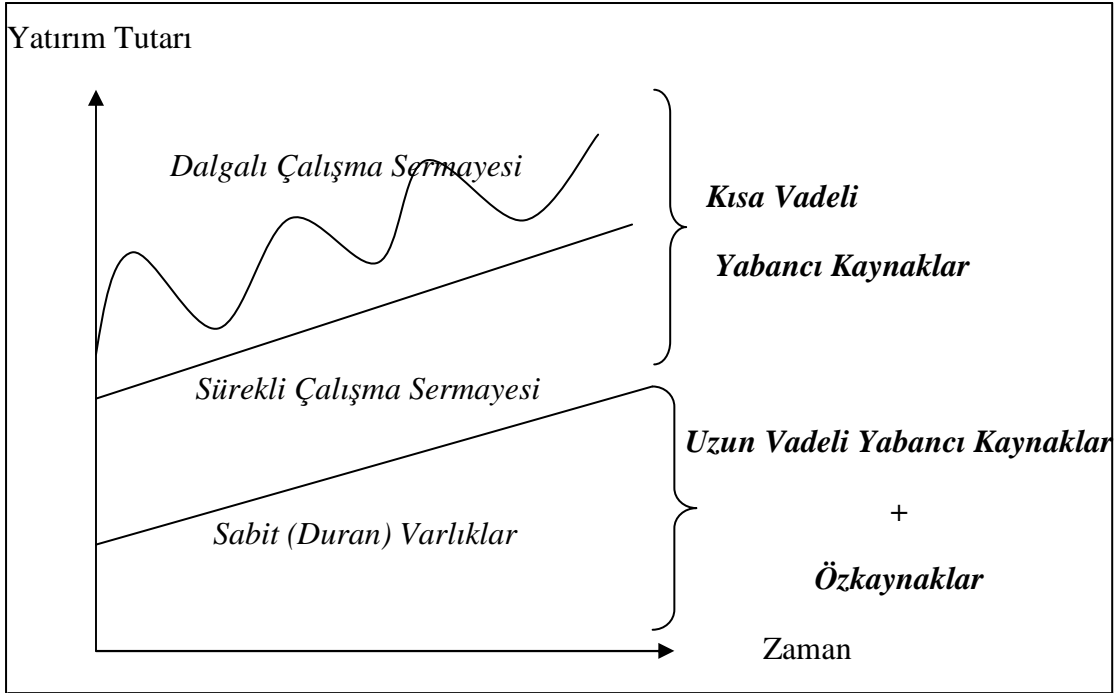 Yatırım Tutarı
Dalgalı Çalışma Sermayesi
Kısa Vadeli
Yabancı Kaynaklar
Sürekli Çalışma Sermayesi
Uzun Vadeli Yabancı Kaynaklar
Sabit (Duran) Varlıklar
+
Özkaynaklar
Zaman